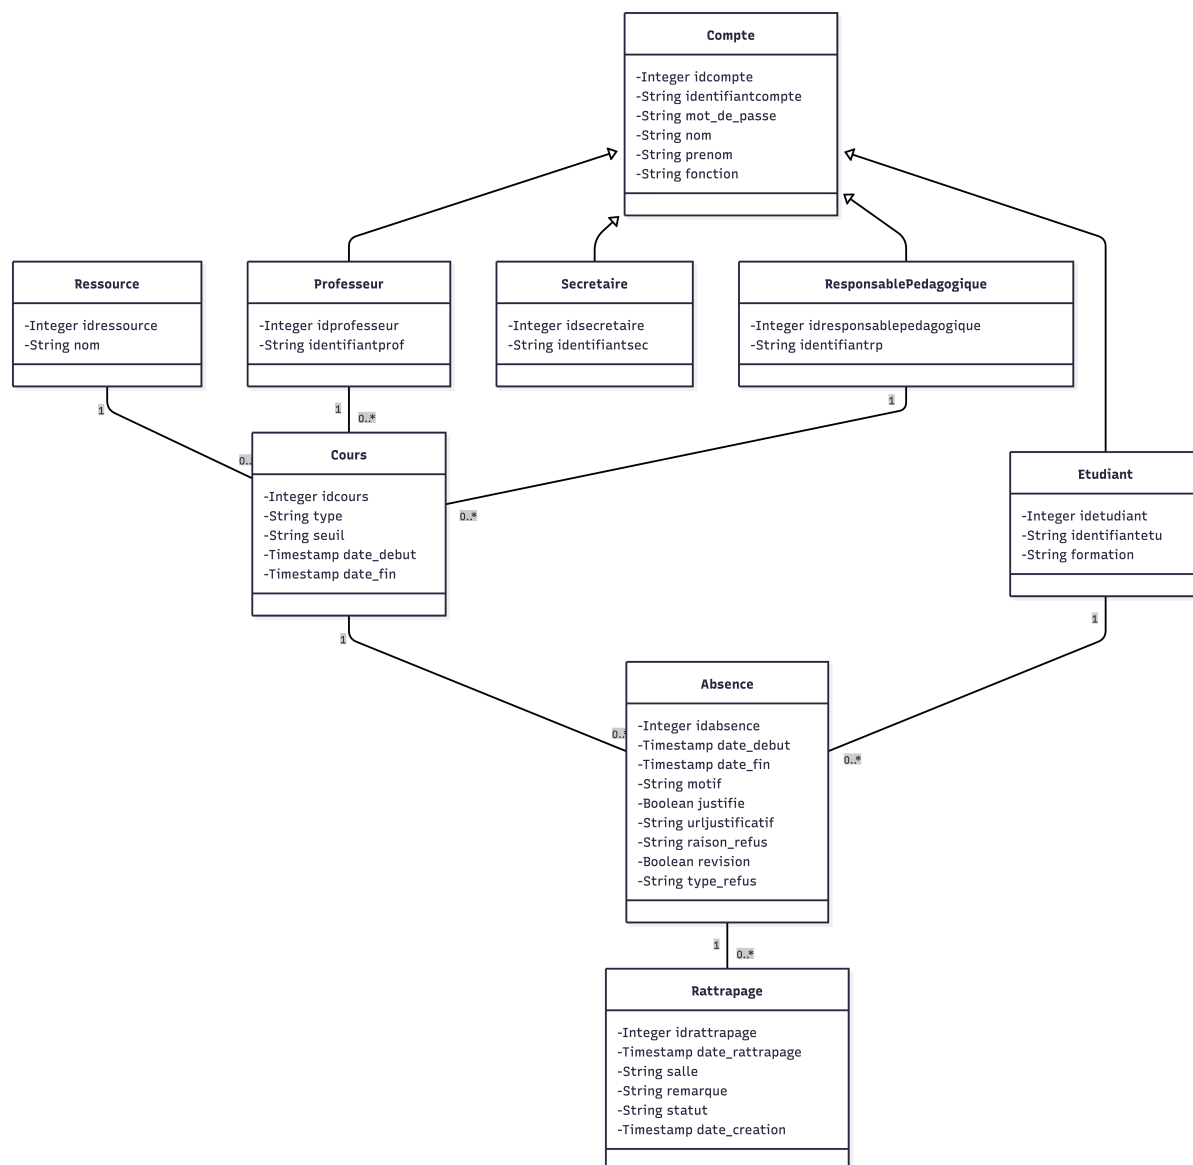 Compte
-Integer idcompte
-String identifiantcompte
-String mot_de_passe
-String nom
-String prenom
-String fonction
Ressource
-Integer idressource
-String nom
Professeur
-Integer idprofesseur
-String identifiantprof
Secretaire
-Integer idsecretaire
-String identifiantsec
ResponsablePedagogique
-Integer idresponsablepedagogique
-String identifiantrp
1
1
0..*
1
0..
0..*
Cours
-Integer idcours
-String type
-String seuil
-Timestamp date_debut
-Timestamp date_fin
Etudiant
-Integer idetudiant
-String identifiantetu
-String formation
1
1
0..*
0..*
Absence
-Integer idabsence
-Timestamp date_debut
-Timestamp date_fin
-String motif
-Boolean justifie
-String urljustificatif
-String raison_refus
-Boolean revision
-String type_refus
1
0..*
Rattrapage
-Integer idrattrapage
-Timestamp date_rattrapage
-String salle
-String remarque
-String statut
-Timestamp date_creation